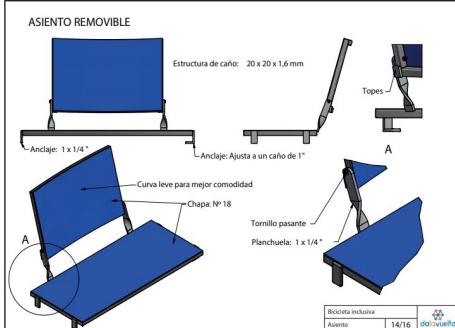 ASIENTO REMOVIBLE
Estructura de caño: 20 x 20 x 1,6 mm
Topes
Anclaje: 1 x 1/4 "
Anclaje: Ajusta a un caño de 1"
A
Curva leve para mejor comodidad
Chapa: Nº 18
A
Tornillo pasante
Planchuela: 1 x 1/4 "
Bicicleta inclusiva
Asiento 14/16
dalavuelta